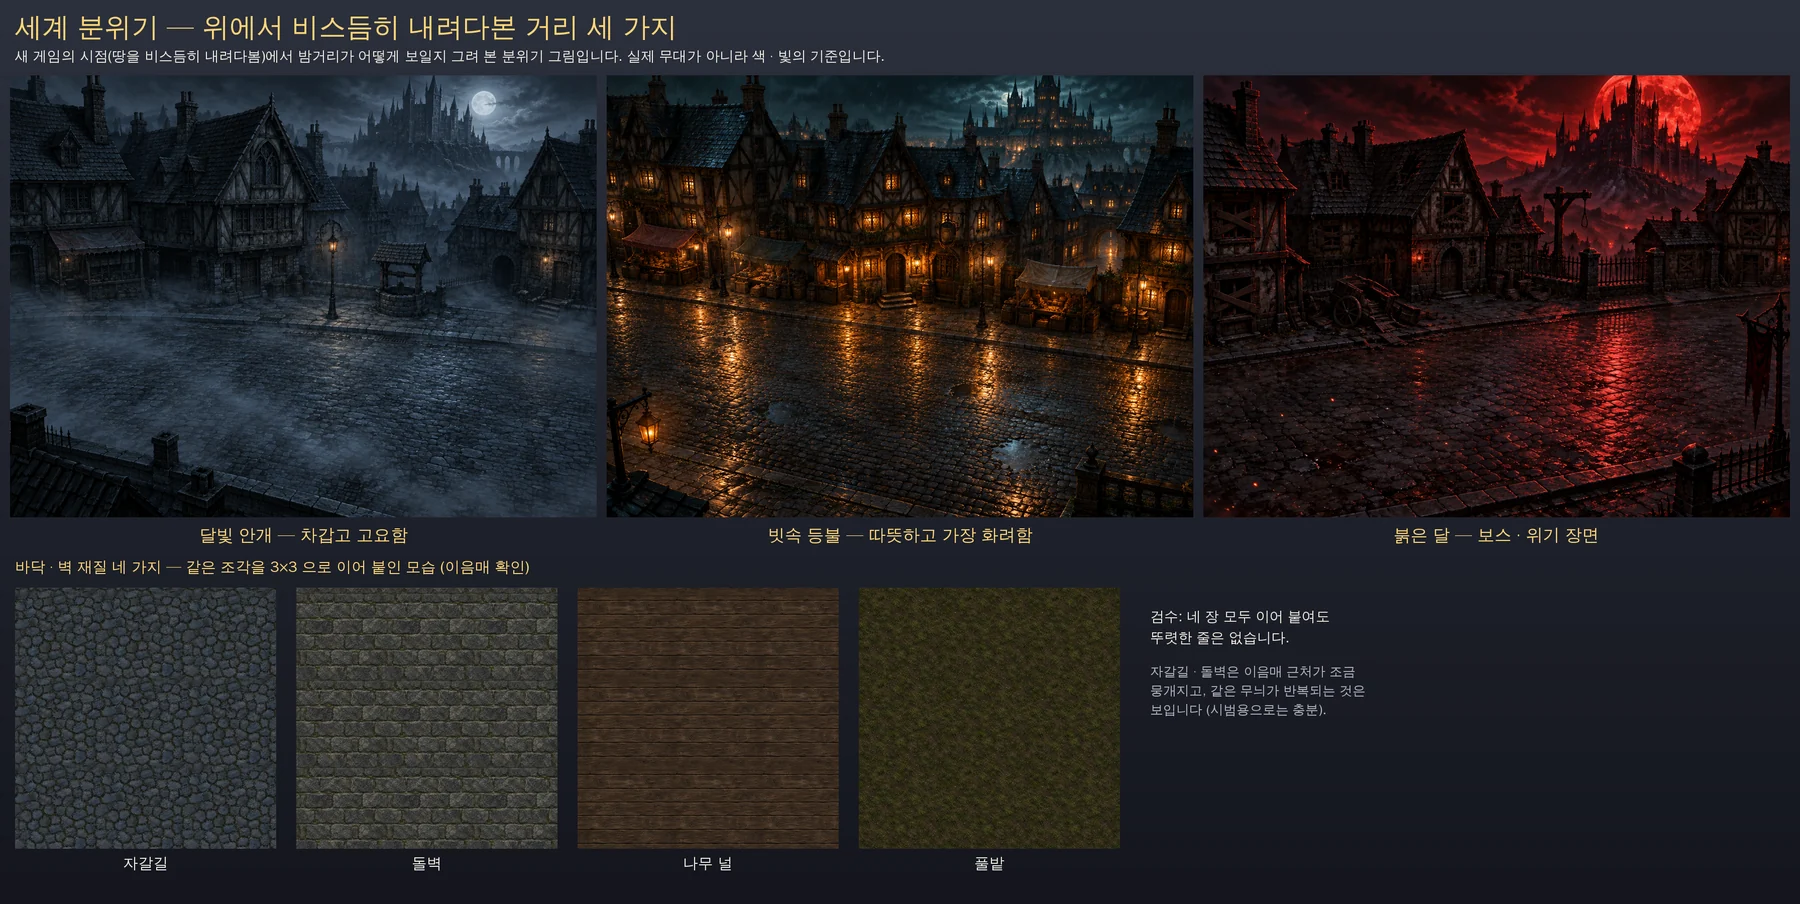 세계 분위기 — 위에서 비스듬히 내려다본 거리 세 가지
새 게임의 시점(땅을 비스듬히 내려다봄)에서 밤거리가 어떻게 보일지 그려 본 분위기 그림입니다. 실제 무대가 아니라 색 · 빛의 기준입니다.
달빛 안개 — 차갑고 고요함
빗속 등불 — 따뜻하고 가장 화려함
붉은 달 — 보스 · 위기 장면
바닥 · 벽 재질 네 가지 — 같은 조각을 3×3 으로 이어 붙인 모습 (이음매 확인)
검수: 네 장 모두 이어 붙여도
뚜렷한 줄은 없습니다.
자갈길 · 돌벽은 이음매 근처가 조금
뭉개지고, 같은 무늬가 반복되는 것은
보입니다 (시범용으로는 충분).
자갈길
돌벽
나무 널
풀밭